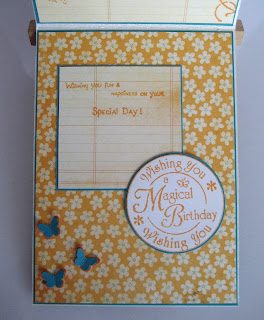 Wishing you fun &
happiness on your
Special Day!
Wishing You
a
Magical
Birthday
Wishing You